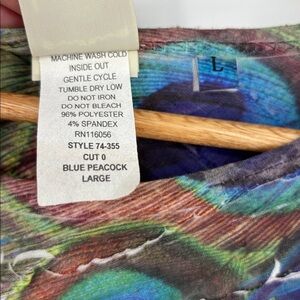 MACHINE WASH COLD
INSIDE OUT
GENTLE CYCLE
TUMBLE DRY LOW
DO NOT IRON
DO NOT BLEACH
96% POLYESTER
4% SPANDEX
RN116056
STYLE 74-355
CUT 0
BLUE PEACOCK
LARGE
L